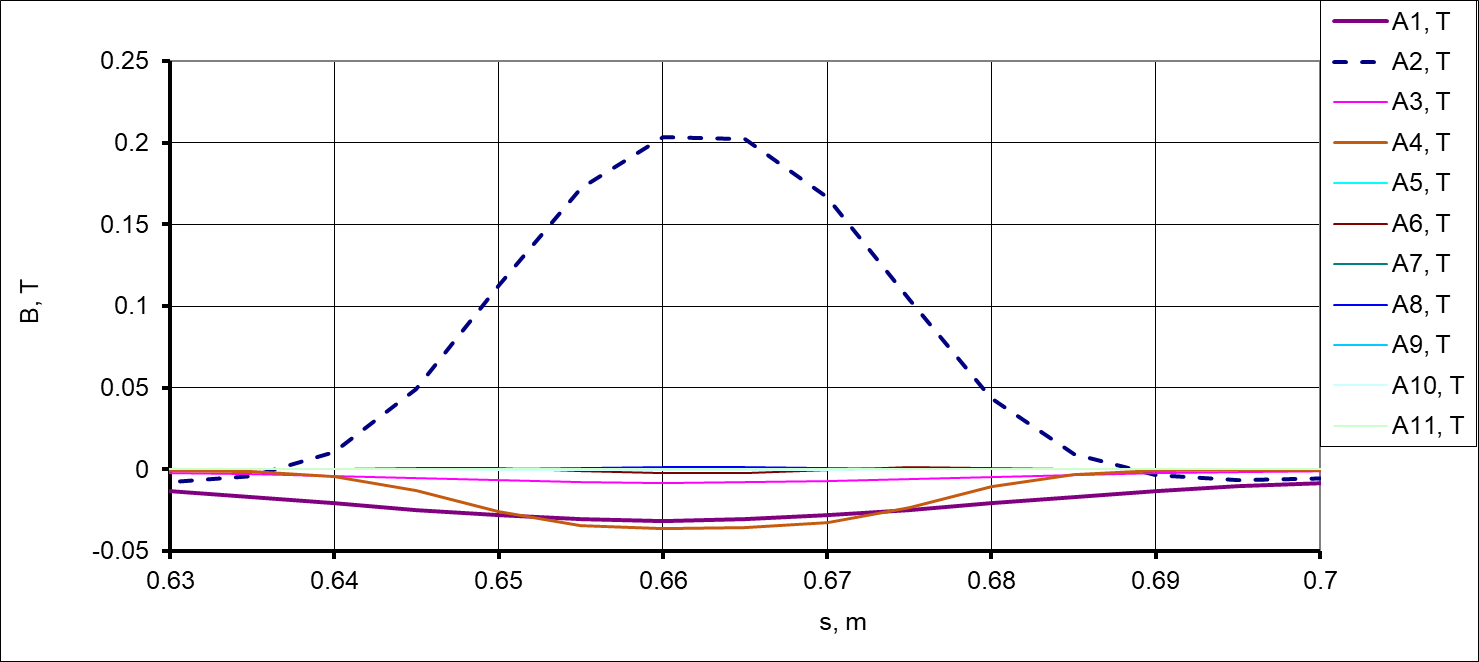 A1, T
A2, T
A3, T
A4, T
A5, T
A6, T
A7, T
A8, T
A9, T
A10, T
A11, T
0.25
0.2
0.15
0.1
0.05
0
-0.05
B, T
0.63 0.64 0.65 0.66 0.67 0.68 0.69 0.7
s, m